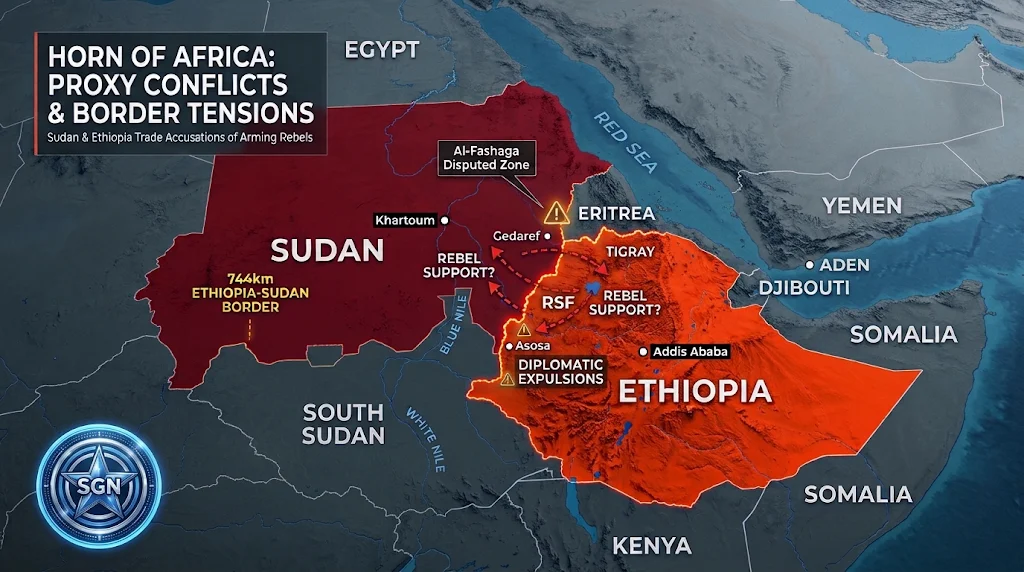 HORN OF AFRICA:
PROXY CONFLICTS
& BORDER TENSIONS
Sudan & Ethiopia Trade Accusations of Arming Rebels
EGYPT
RED SEA
Al-Fashaga
Disputed Zone
YEMEN
Khartoum
ERITREA
Gedaref
SUDAN
TIGRAY
REBEL
SUPPORT?
ADEN
744km
ETHIOPIA-SUDAN
BORDER
DJIBOUTI
RSF
REBEL
SUPPORT?
BLUE NILE
SOMALIA
Asosa
Addis Ababa
DIPLOMATIC
EXPULSIONS
ETHIOPIA
SOUTH
SUDAN
WHITE NILE
SGN
SOMALIA
KENYA